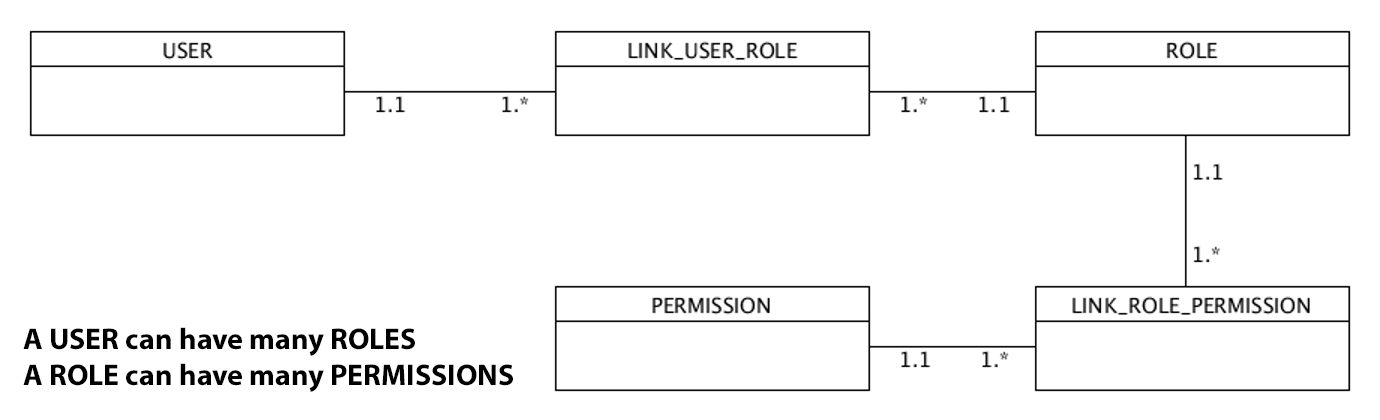 USER
LINK_USER_ROLE
ROLE
1.1
1.*
1.*
1.1
1.1
1.*
PERMISSION
LINK_ROLE_PERMISSION
1.1
1.*
A USER can have many ROLES
A ROLE can have many PERMISSIONS